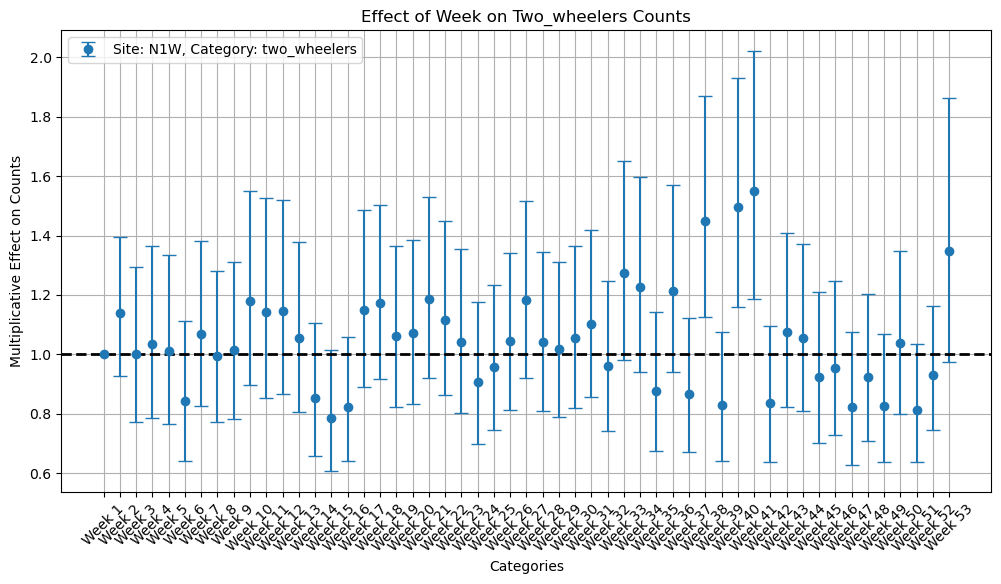 Effect of Week on Two_wheelers Counts
Site: N1W, Category: two_wheelers
Multiplicative Effect on Counts
2.0
1.8
1.6
1.4
1.2
1.0
0.8
0.6
Week 1
Week 2
Week 3
Week 4
Week 5
Week 6
Week 7
Week 8
Week 9
Week 10
Week 11
Week 12
Week 13
Week 14
Week 15
Week 16
Week 17
Week 18
Week 19
Week 20
Week 21
Week 22
Week 23
Week 24
Week 25
Week 26
Week 27
Week 28
Week 29
Week 30
Week 31
Week 32
Week 33
Week 34
Week 35
Week 36
Week 37
Week 38
Week 39
Week 40
Week 41
Week 42
Week 43
Week 44
Week 45
Week 46
Week 47
Week 48
Week 49
Week 50
Week 51
Week 52
Week 53
Categories